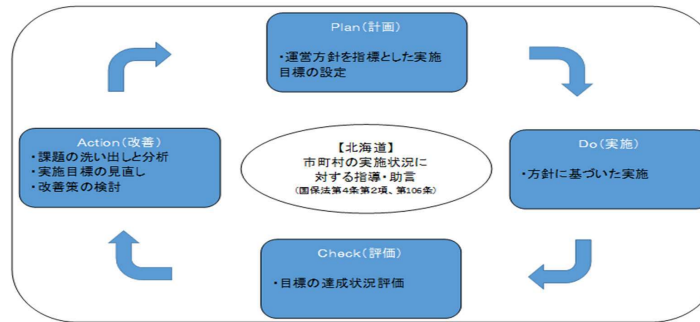 Plan(計画)
・運営方針を指標とした実施
目標の設定
Do(実施)
・方針に基づいた実施
Check(評価)
・目標の達成状況評価
Action(改善)
・課題の洗い出しと分析
・実施目標の見直し
・改善策の検討
【北海道】
市町村の実施状況に
対する指導・助言
(国保法第4条第2項、第106条)